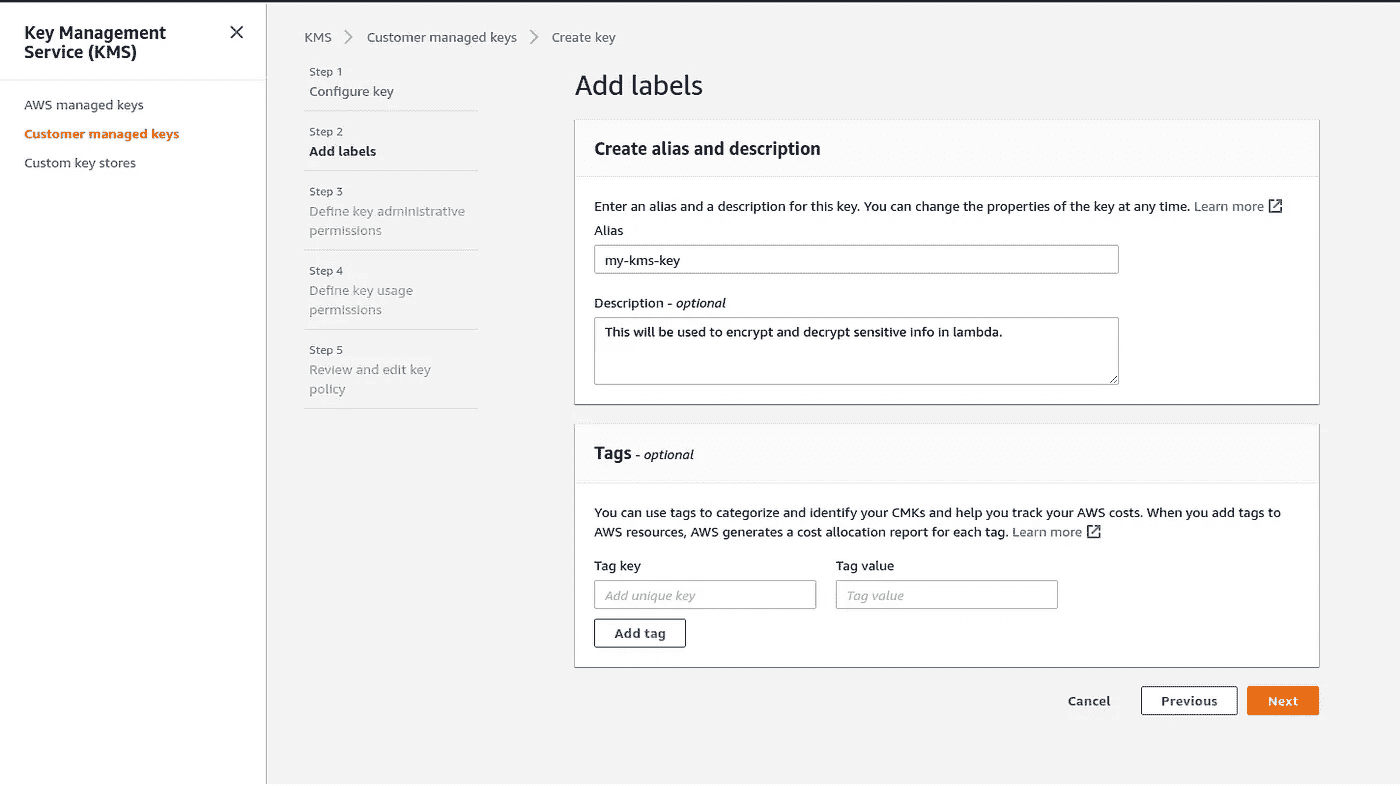 Key Management
Service (KMS)
AWS managed keys
Customer managed keys
Custom key stores
KMS > Customer managed keys > Create key
Step 1
Configure key
Step 2
Add labels
Step 3
Define key administrative
permissions
Step 4
Define key usage
permissions
Step 5
Review and edit key
policy
Add labels
Create alias and description
Enter an alias and a description for this key. You can change the properties of the key at any time. Learn more
Alias
my-kms-key
Description - optional
This will be used to encrypt and decrypt sensitive info in lambda.
Tags - optional
You can use tags to categorize and identify your CMKs and help you track your AWS costs. When you add tags to
AWS resources, AWS generates a cost allocation report for each tag. Learn more
Tag key Tag value
Add unique key Tag value
Add tag
Cancel Previous Next